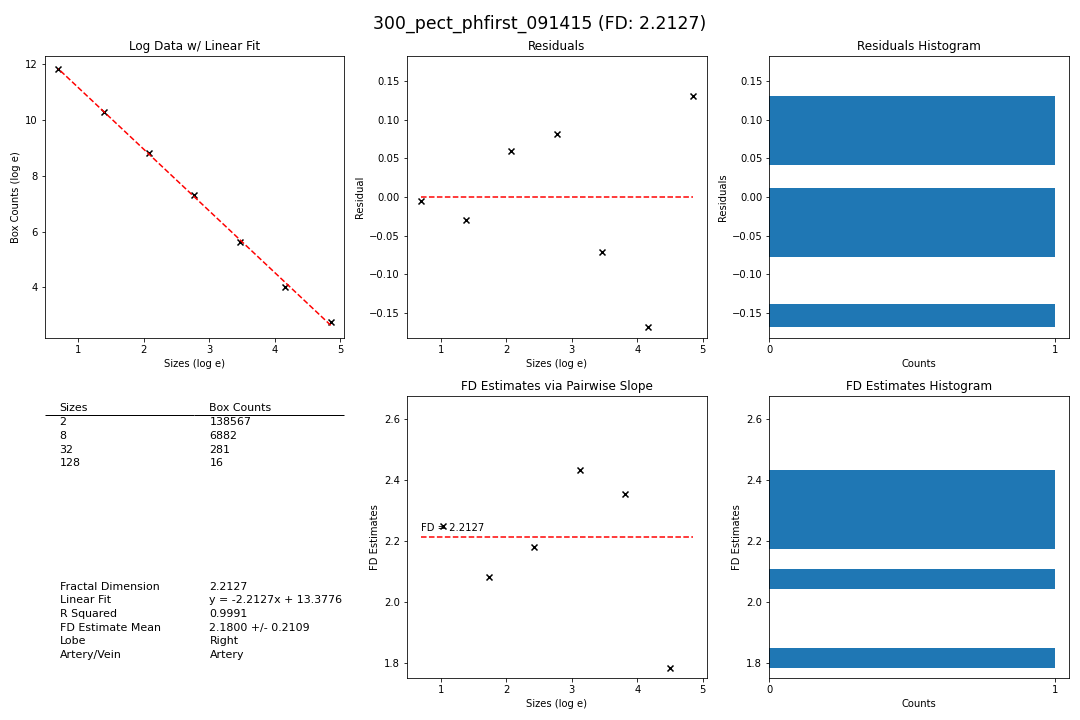 300_pect_phfirst_091415 (FD: 2.2127)
Log Data w/ Linear Fit
12
10
8
6
4
Box Counts (log e)
1 2 3 4 5
Sizes (log e)
Residuals
0.15
0.10
0.05
0.00
−0.05
−0.10
−0.15
Residual
1 2 3 4 5
Sizes (log e)
Residuals Histogram
0.15
0.10
0.05
0.00
−0.05
−0.10
−0.15
Residuals
0 1
Counts
Sizes Box Counts
2 138567
8 6882
32 281
128 16
Fractal Dimension 2.2127
Linear Fit y = -2.2127x + 13.3776
R Squared 0.9991
FD Estimate Mean 2.1800 +/- 0.2109
Lobe Right
Artery/Vein Artery
FD Estimates via Pairwise Slope
2.6
2.4
2.2
2.0
1.8
FD Estimates
FD = 2.2127
1 2 3 4 5
Sizes (log e)
FD Estimates Histogram
2.6
2.4
2.2
2.0
1.8
FD Estimates
0 1
Counts